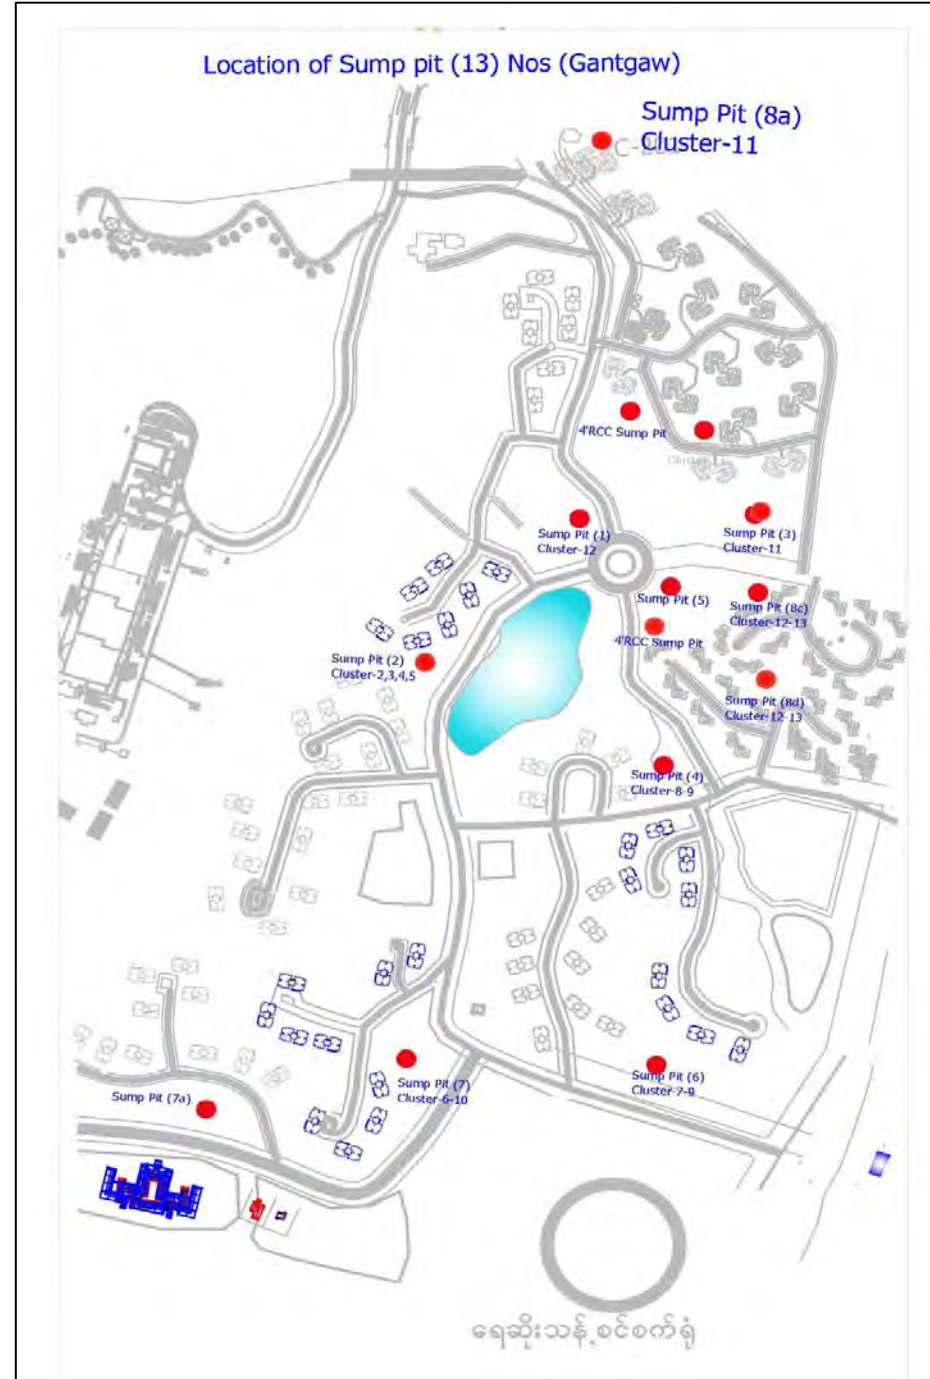 Location of Sump pit (13) Nos (Gantgaw)
Sump Pit (8a)
Cluster-11
4'RCC Sump Pit
Cluster
Sump Pit (1)
Cluster-12
Sump Pit (3)
Cluster-11
Sump Pit (5)
Sump Pit (8c)
Cluster-12-13
4'RCC Sump Pit
Sump Pit (2)
Cluster-2,3,4,5
Sump Pit (8d)
Cluster-12-13
Sump Pit (4)
Cluster-8-9
Sump Pit (7)
Cluster-6-10
Sump Pit (6)
Cluster-7-9
Sump Pit (7a)
ရေဆိုးသန့်စင်စက်ရုံ